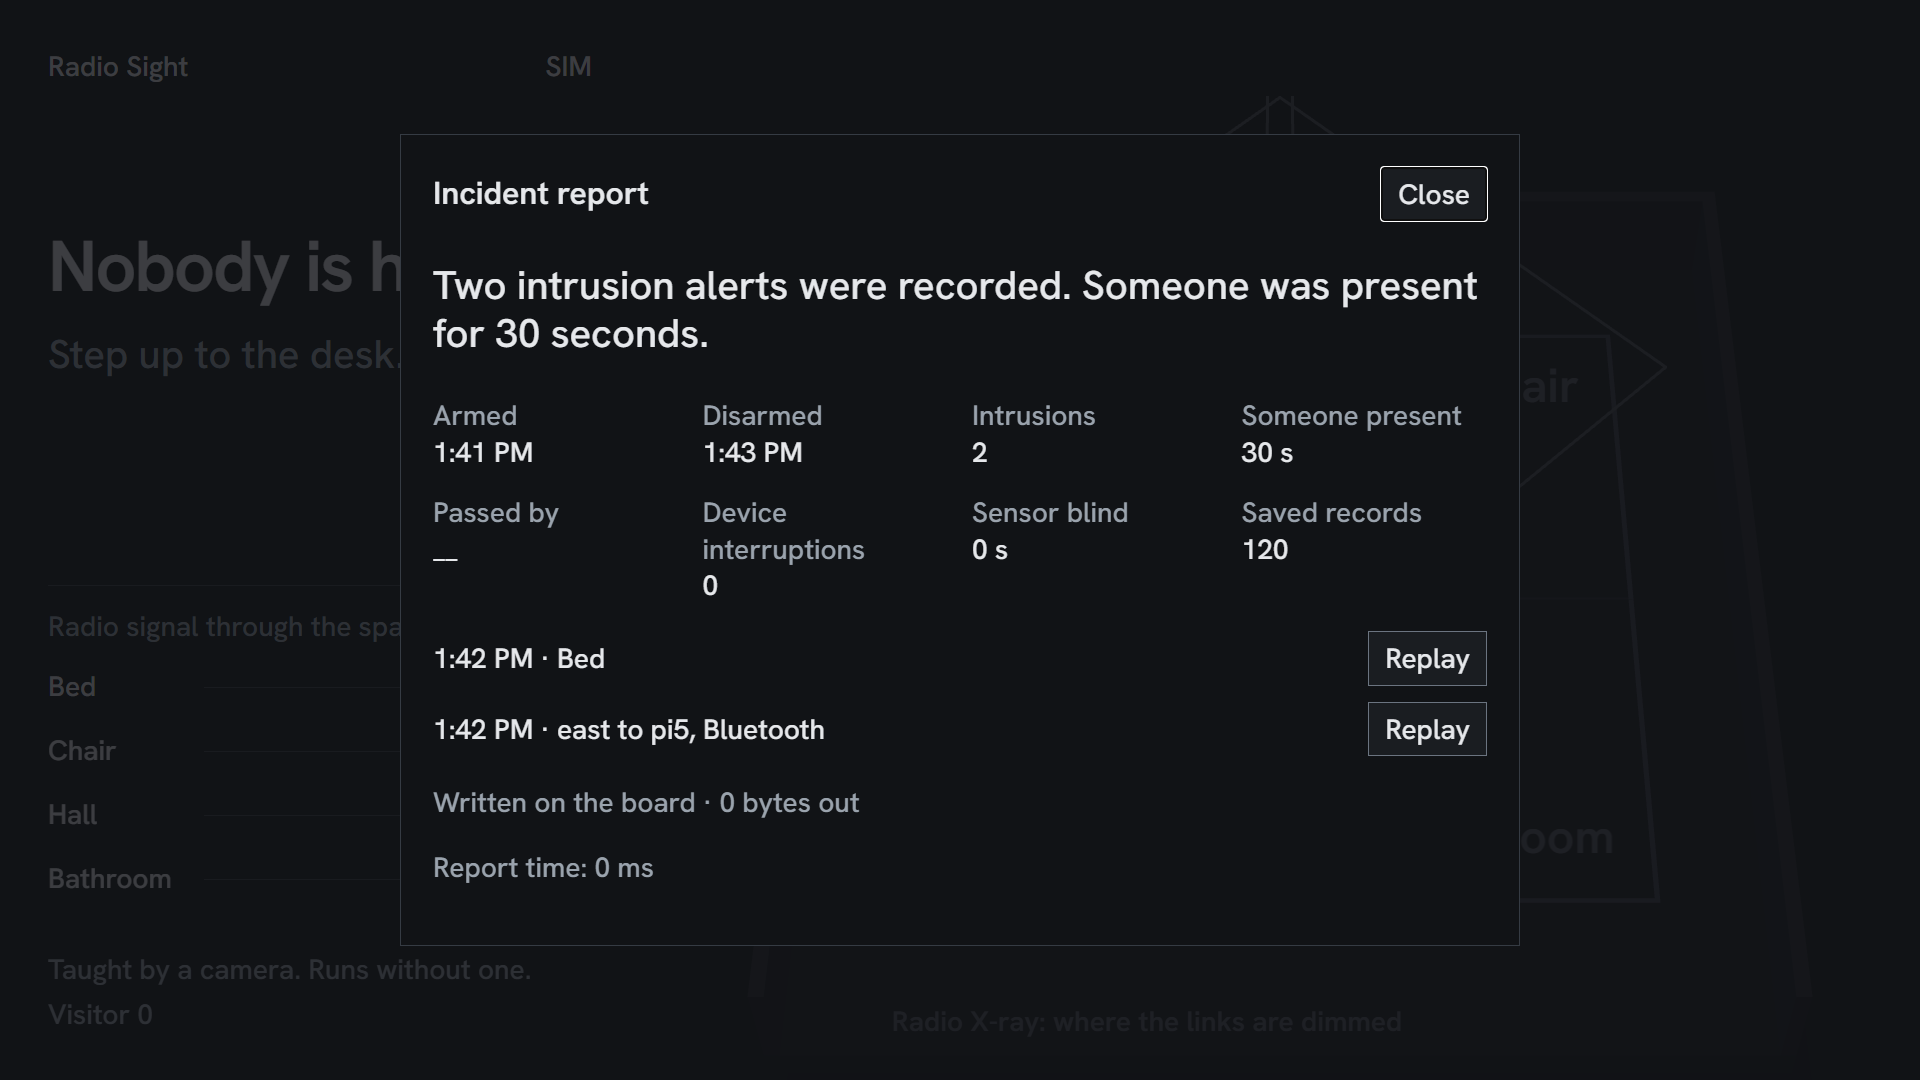 Radio Sight
SIM
Incident report
Close
Nobody is h
Two intrusion alerts were recorded. Someone was present
for 30 seconds.
Step up to the desk.
air
Armed
Disarmed
Intrusions
Someone present
1:41 PM
1:43 PM
2
30 s
Passed by
Device
interruptions
Sensor blind
Saved records
__
0
0 s
120
Radio signal through the spa
1:42 PM · Bed
Replay
Bed
1:42 PM · east to pi5, Bluetooth
Replay
Chair
Written on the board · 0 bytes out
Hall
oom
Report time: 0 ms
Bathroom
Taught by a camera. Runs without one.
Visitor 0
Radio X-ray: where the links are dimmed